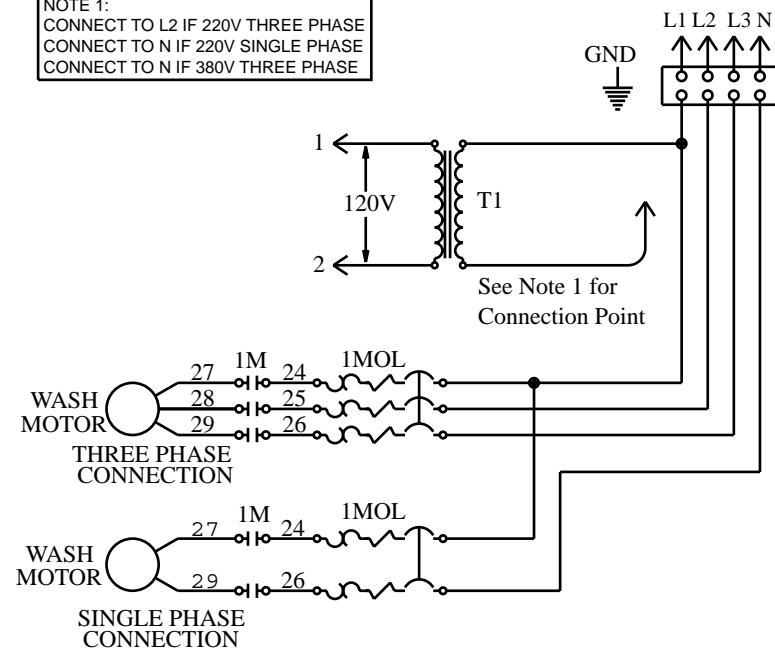 NOTE 1:
CONNECT TO L2 IF 220V THREE PHASE
CONNECT TO N IF 220V SINGLE PHASE
CONNECT TO N IF 380V THREE PHASE
L1 L2 L3 N
GND
1
120V
T1
2
See Note 1 for
Connection Point
1M 1MOL
27 24
WASH
MOTOR
28 25
29 26
THREE PHASE
CONNECTION
1M 1MOL
27 24
WASH
MOTOR
29 26
SINGLE PHASE
CONNECTION